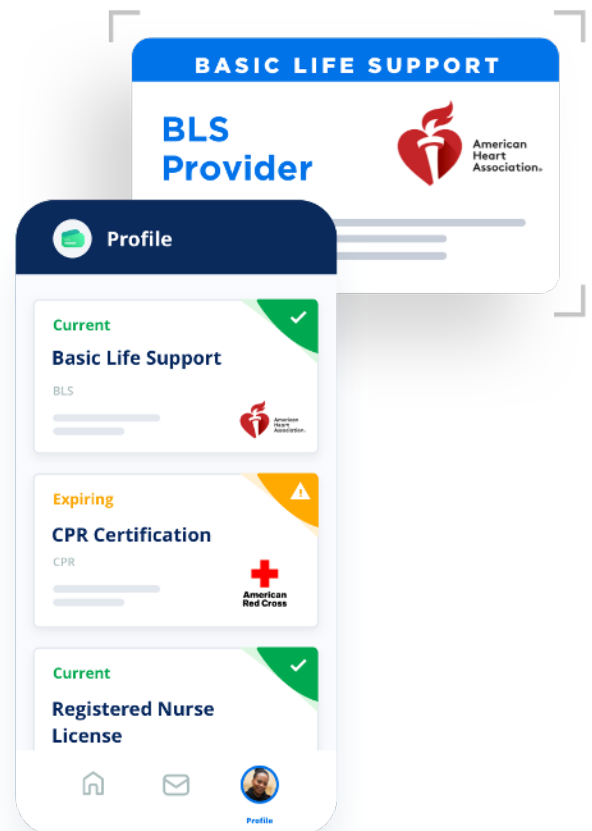 BASIC LIFE SUPPORT
BLS
Provider
American
Heart
Association®
Profile
Current
Basic Life Support
BLS
American
Heart
Association.
Expiring
CPR Certification
CPR
American
Red Cross
Current
Registered Nurse
License
Profile